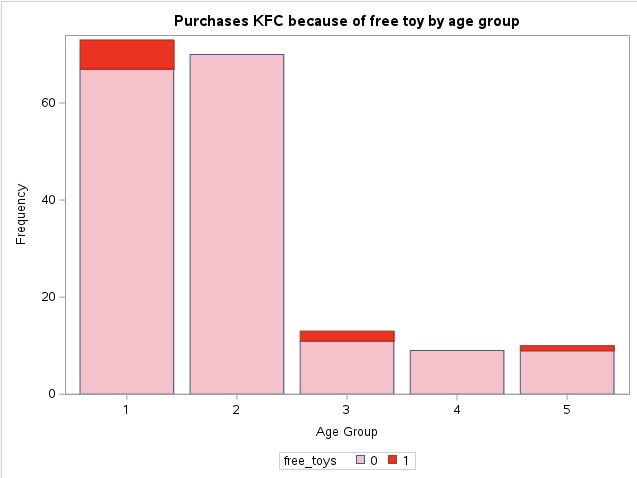 Purchases KFC because of free toy by age group
Frequency
60
40
20
0
1 2 3 4 5
Age Group
free_toys 0 1